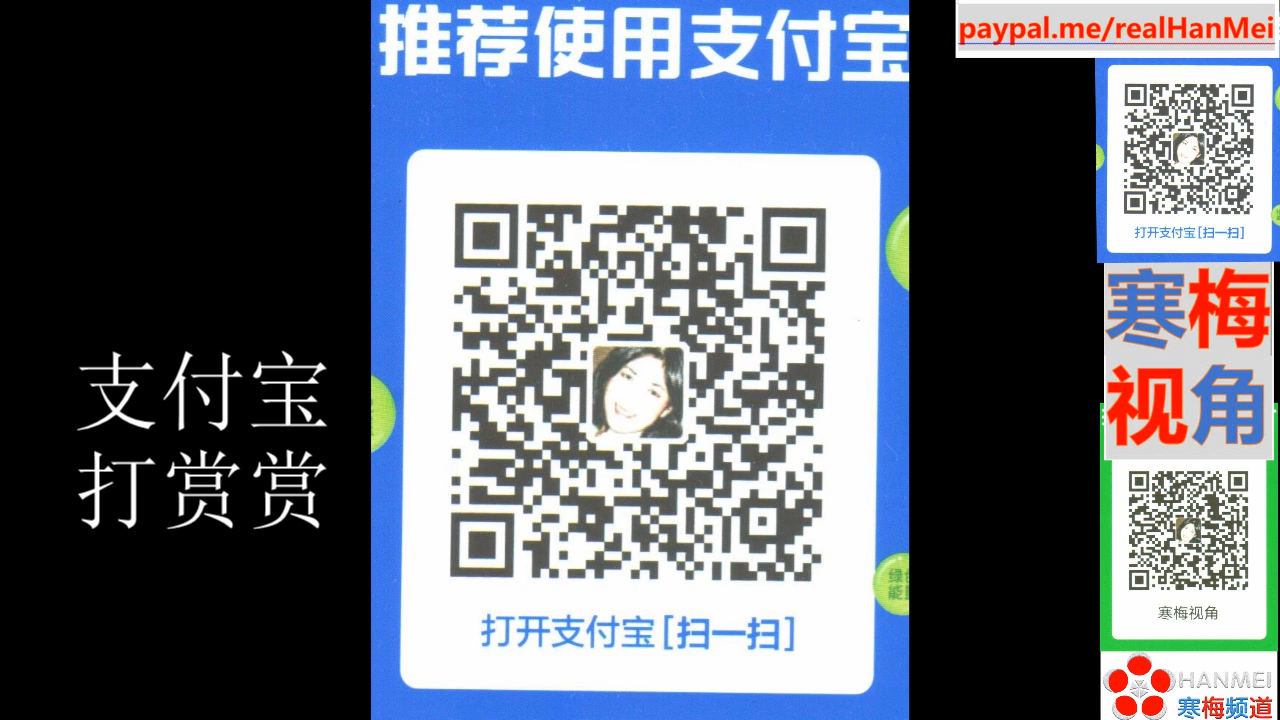 推荐使用支付宝
支付宝
打赏赏
打开支付宝[扫一扫]
paypal.me/realHanMei
打开支付宝[扫一扫]
寒梅
视角
寒梅视角
HANMEI
寒梅频道